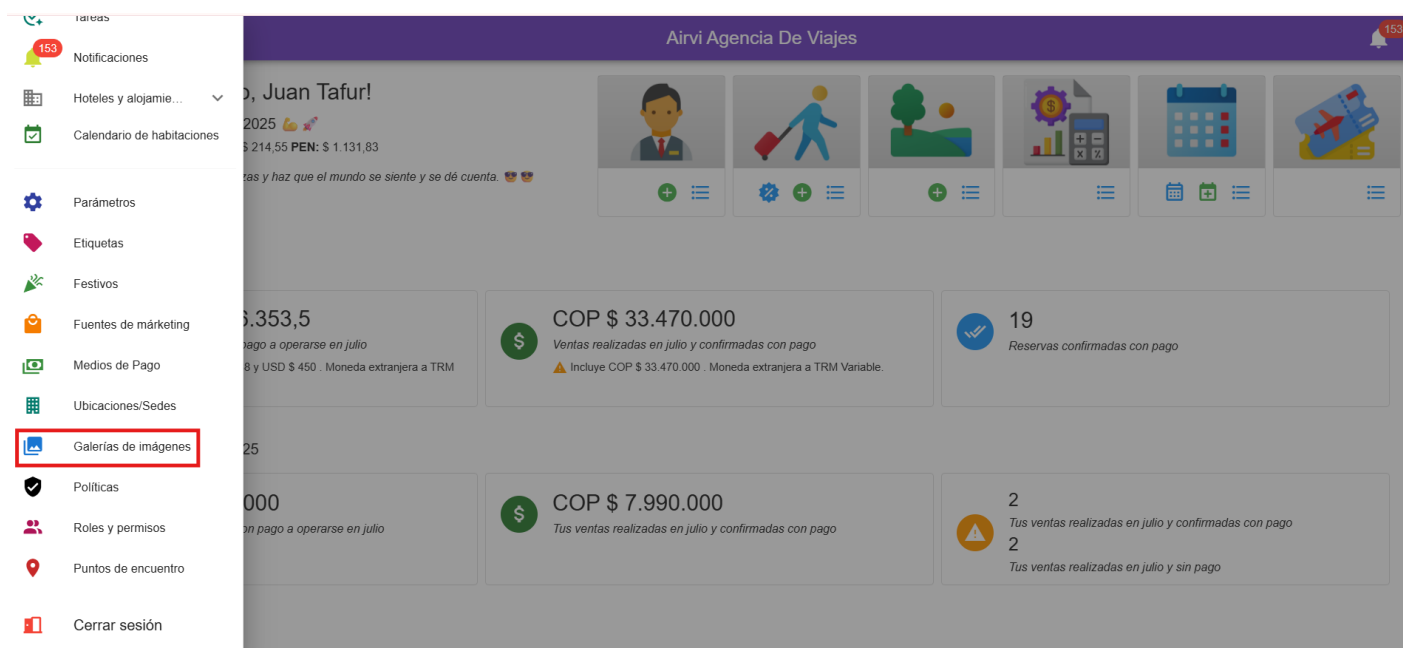 Tareas
153
Notificaciones
Hoteles y alojamie...
Calendario de habitaciones
Parámetros
Etiquetas
Festivos
Fuentes de márketing
Medios de Pago
Ubicaciones/Sedes
Galerías de imágenes
Políticas
Roles y permisos
Puntos de encuentro
Cerrar sesión
Airvi Agencia De Viajes
153
o, Juan Tafur!
2025
$ 214,55 PEN: $ 1.131,83
zas y haz que el mundo se siente y se dé cuenta.
6.353,5
pago a operarse en julio
8 y USD $ 450 . Moneda extranjera a TRM
COP $ 33.470.000
Ventas realizadas en julio y confirmadas con pago
Incluye COP $ 33.470.000 . Moneda extranjera a TRM Variable.
19
Reservas confirmadas con pago
25
000
on pago a operarse en julio
COP $ 7.990.000
Tus ventas realizadas en julio y confirmadas con pago
2
Tus ventas realizadas en julio y confirmadas con pago
2
Tus ventas realizadas en julio y sin pago